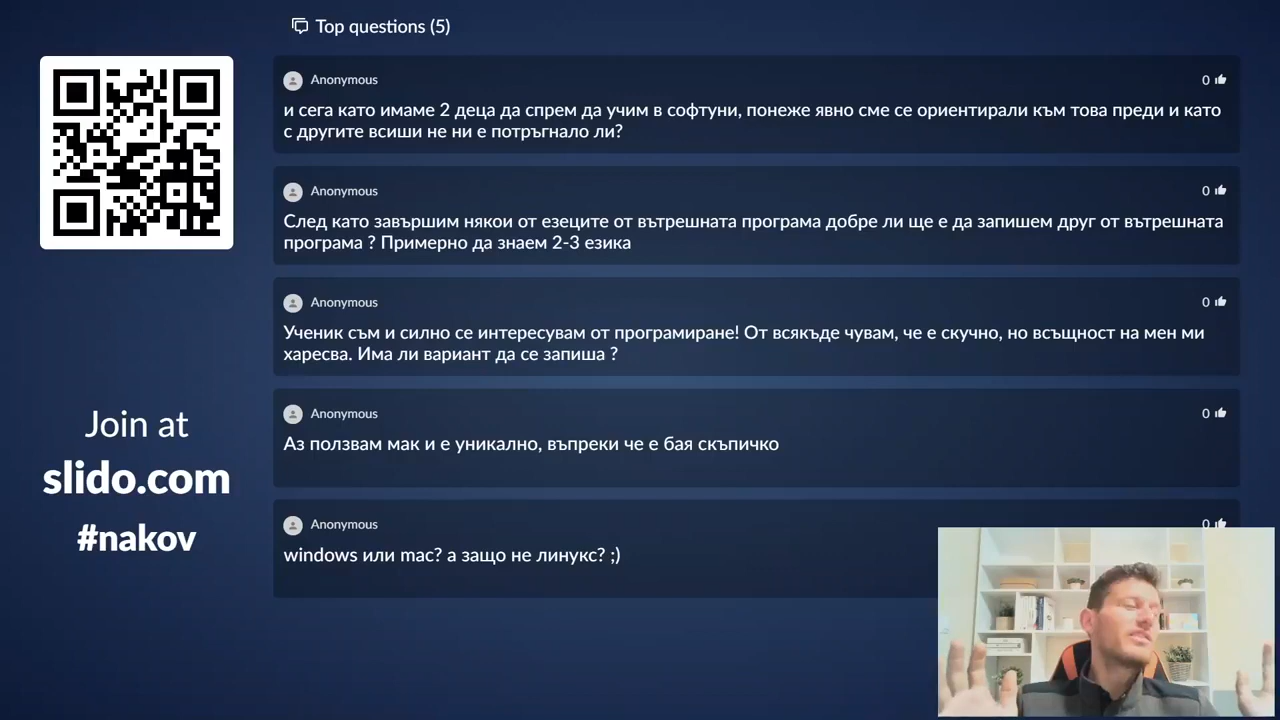 Top questions (5)
Anonymous
0
и сега като имаме 2 деца да спрем да учим в софтуни, понеже явно сме се ориентирали към това преди и като
с другите всиши не ни е потръгнало ли?
Anonymous
0
След като завършим някои от езеците от вътрешната програма добре ли ще е да запишем друг от вътрешната
програма ? Примерно да знаем 2-3 езика
Anonymous
0
Ученик съм и силно се интересувам от програмиране! От всякъде чувам, че е скучно, но всъщност на мен ми
харесва. Има ли вариант да се запиша ?
Anonymous
0
Аз ползвам мак и е уникално, въпреки че е бая скъпичко
Anonymous
0
windows или mac? а защо не линукс? ;)
Join at
slido.com
#nakov